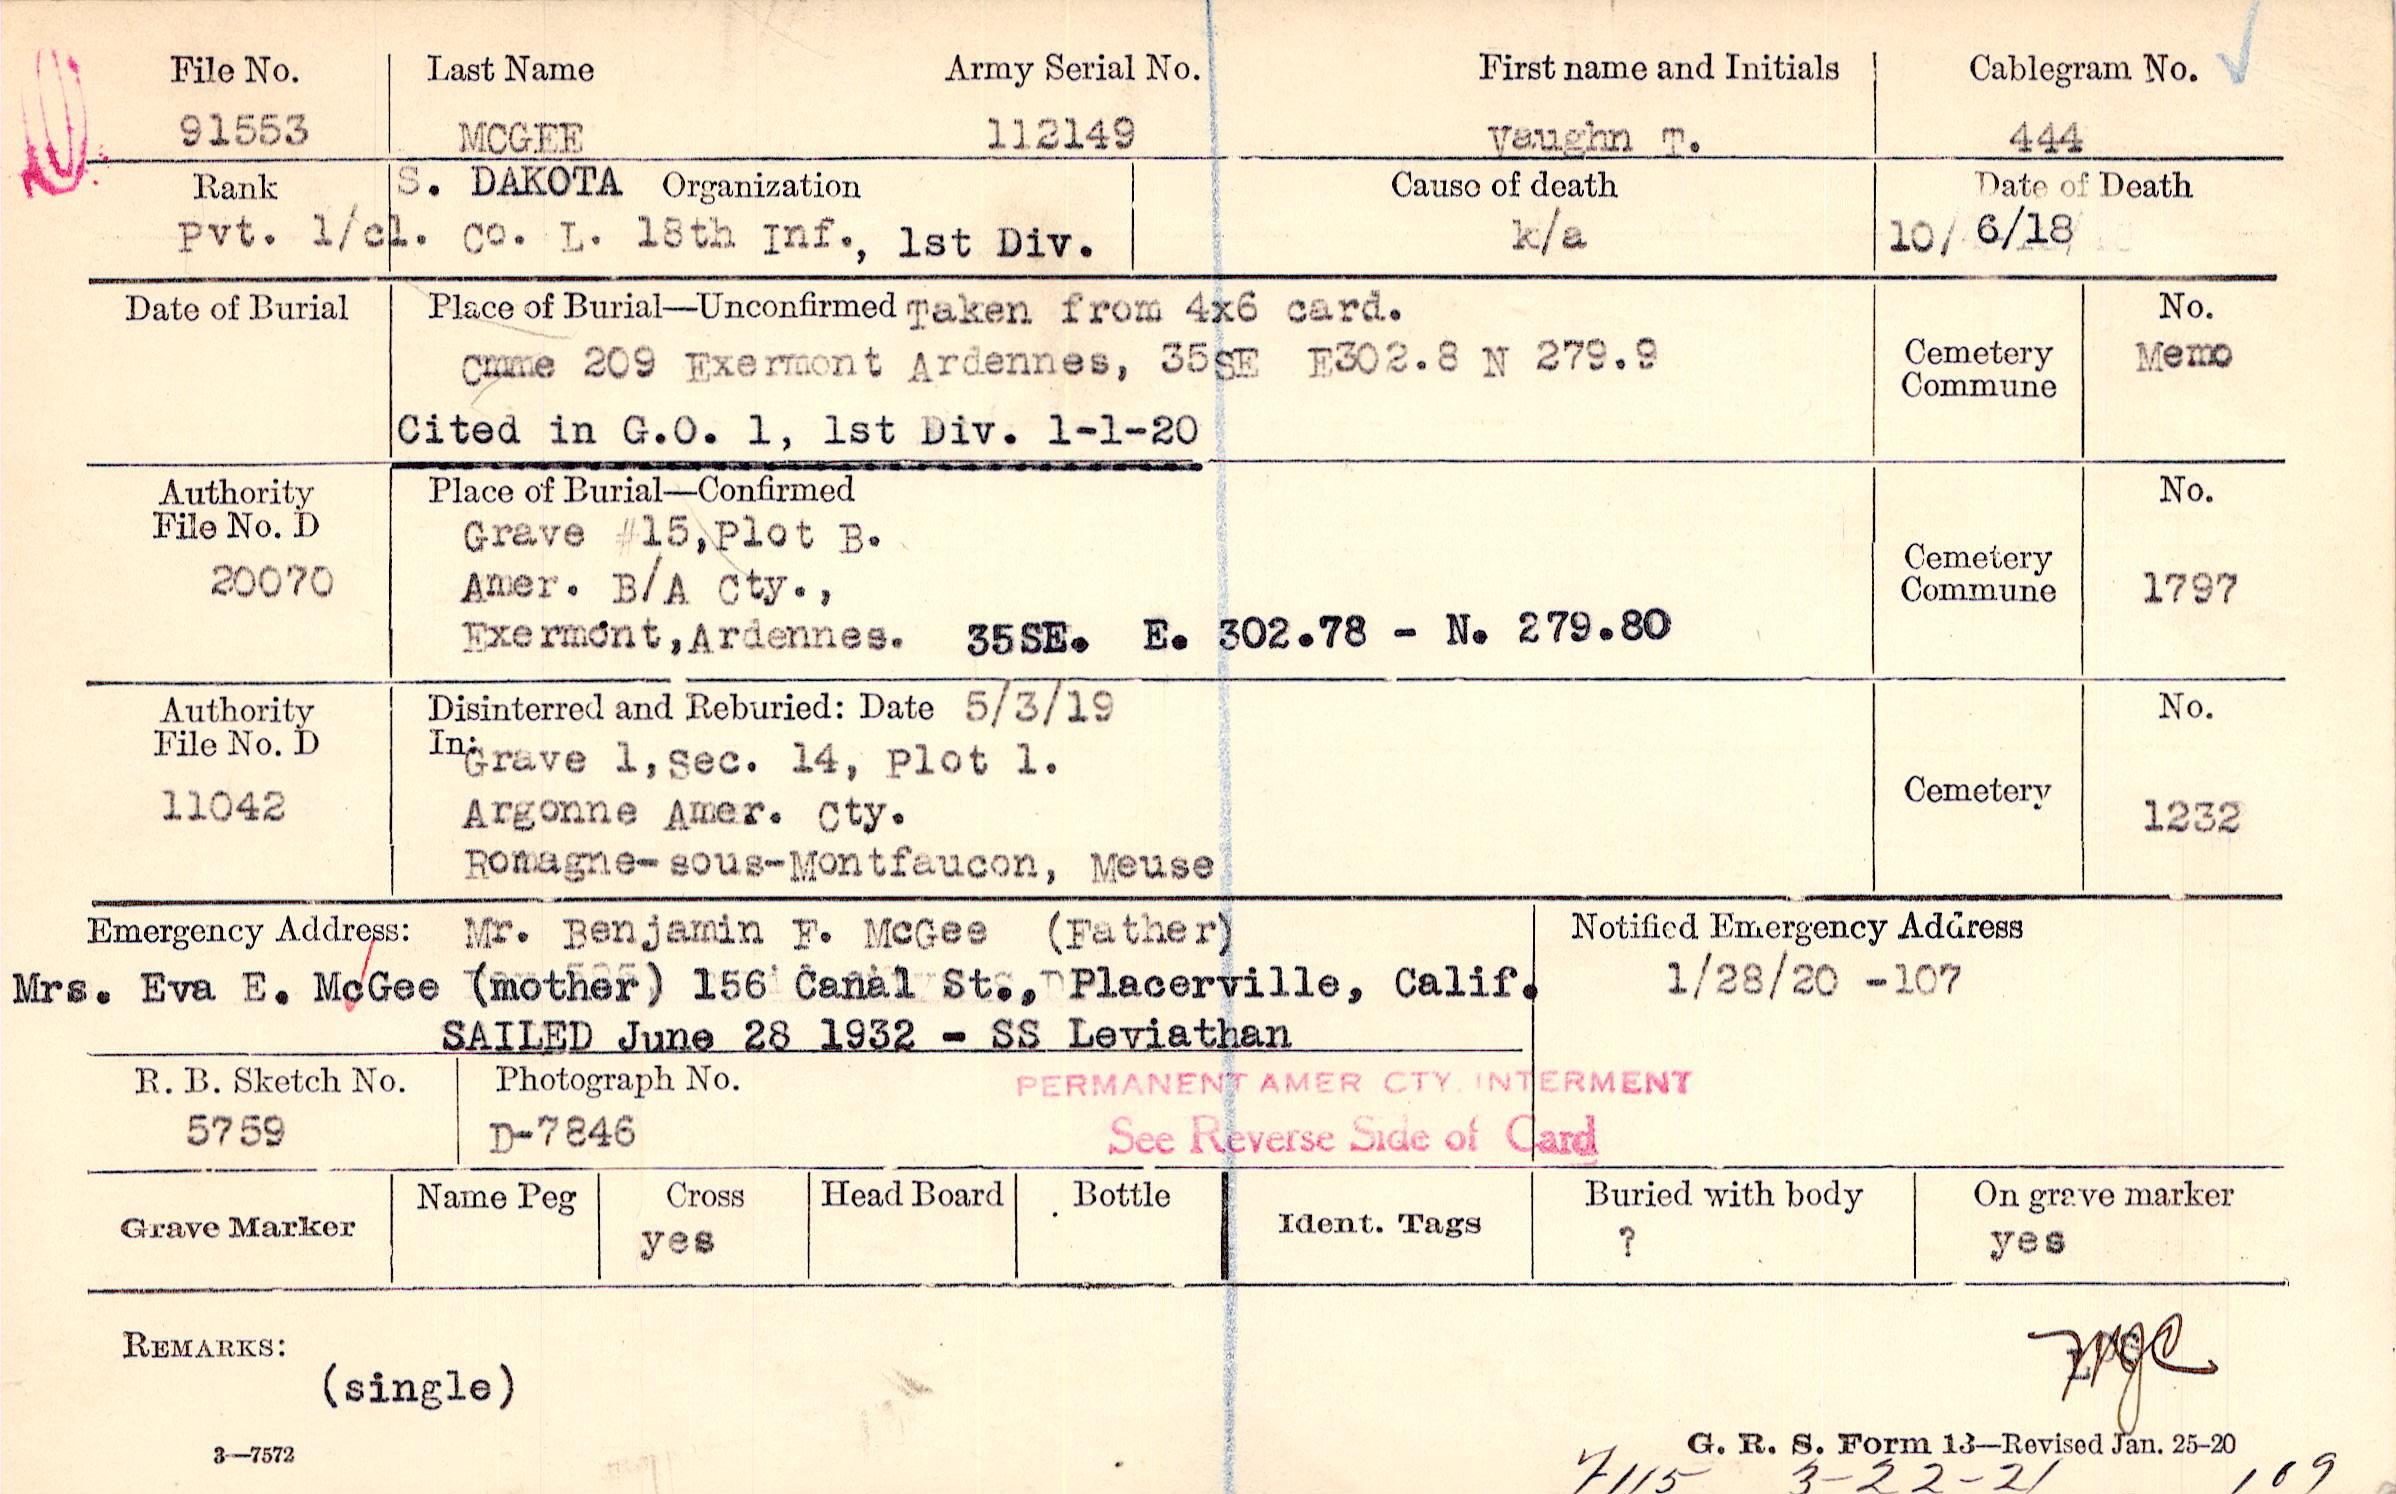 File No. Last Name Army Serial No. First name and Initials Cablegram No.
91553 MCGEE 112149 Vaughn T. 444
Rank S. DAKOTA Organization Cause of death Date of Death
Pvt. 1/cl. Co. L. 18th Inf., 1st Div. k/a 10/ 6/18
Date of Burial Place of Burial—Unconfirmed Taken from 4x6 card. No.
Cmme 209 Exermont Ardennes, 35SE E302.8 N 279.9 Cemetery Commune Memo
Cited in G.O. 1, 1st Div. 1-1-20
Authority File No. D Place of Burial—Confirmed No.
Grave #15,Plot B.
20070 Amer. B/A Cty., Cemetery Commune 1797
Exermont,Ardennes. 35SE. E. 302.78 - N. 279.80
Authority File No. D Disinterred and Reburied: Date 5/3/19 No.
In: Grave 1,Sec. 14, Plot 1.
11042 Argonne Amer. Cty. Cemetery 1232
Romagne-sous-Montfaucon, Meuse
Emergency Address: Mr. Benjamin F. McGee (Father) Notified Emergency Address
Mrs. Eva E. McGee (mother) 156 Canal St., Placerville, Calif. 1/28/20 -107
SAILED June 28 1932 - SS Leviathan
R. B. Sketch No. Photograph No. PERMANENT AMER CTY. INTERMENT
5759 D-7846 See Reverse Side of Card
Grave Marker Name Peg Cross Head Board Bottle Ident. Tags Buried with body On grave marker
yes ? yes
REMARKS:
(single)
3—7572 G. R. S. Form 13—Revised Jan. 25-20
7115 3-22-21 109